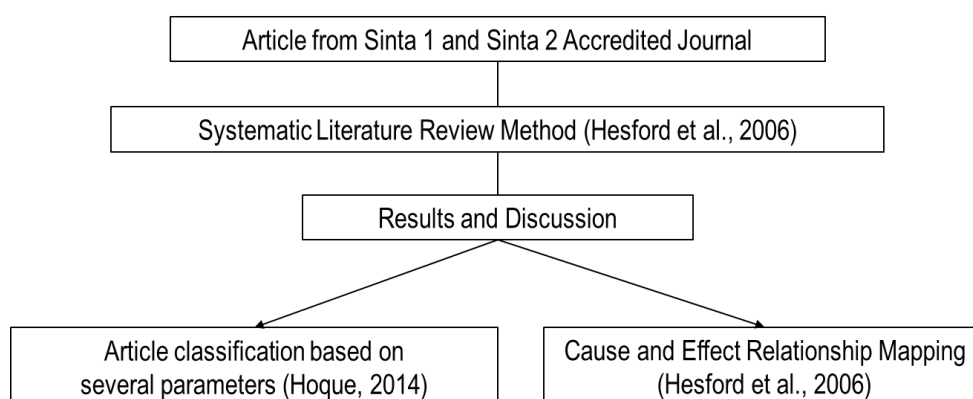 Article from Sinta 1 and Sinta 2 Accredited Journal
Systematic Literature Review Method (Hesford et al., 2006)
Results and Discussion
Article classification based on
several parameters (Hoque, 2014)
Cause and Effect Relationship Mapping
(Hesford et al., 2006)